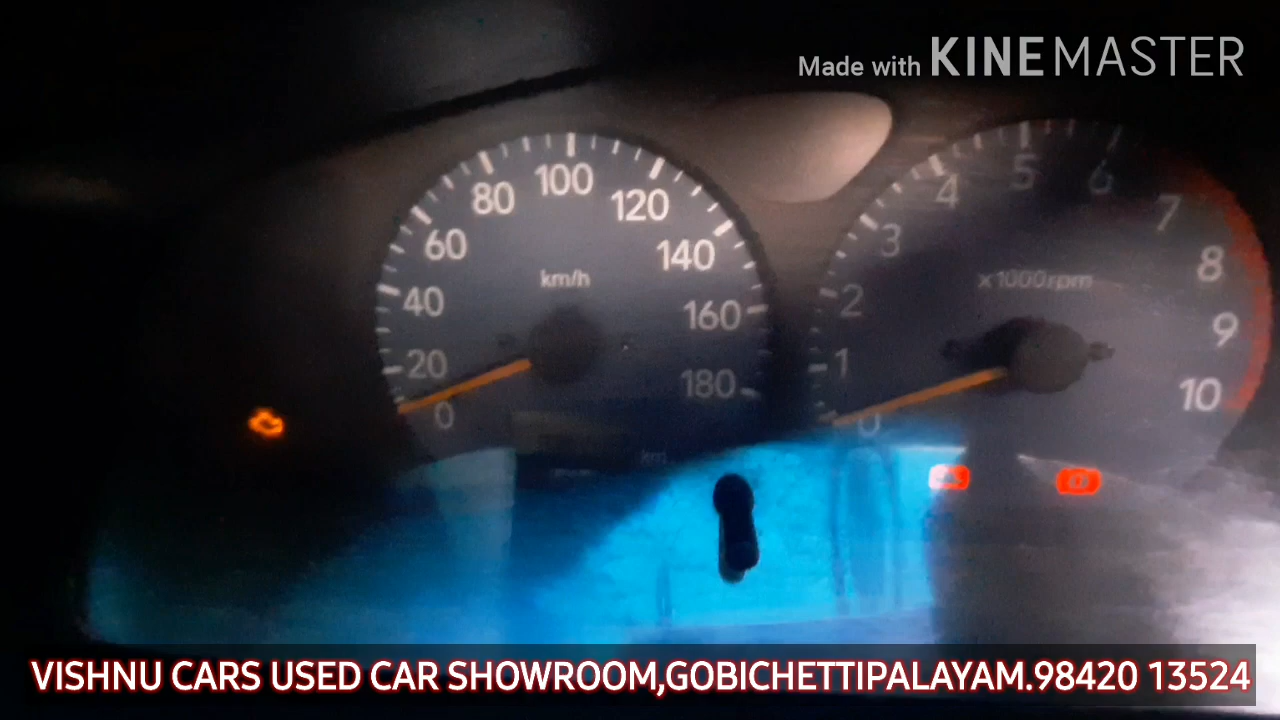 Made with KINEMASTER
80 100 120
60 140
km/h
40 160
20 180
0
km
4 5 6
3 7
x1000rpm 8
2 9
1 10
0
VISHNU CARS USED CAR SHOWROOM,GOBICHETTIPALAYAM.98420 13524